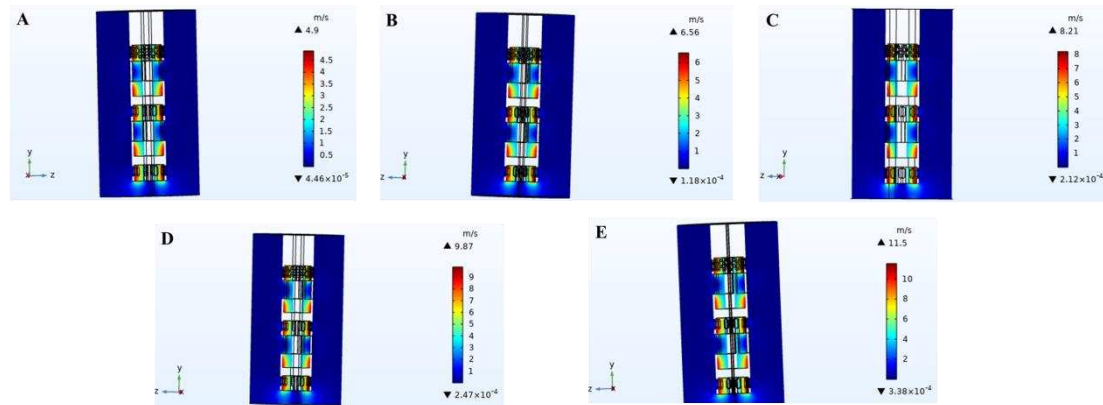 A
m/s
▲ 4.9
4.5
4
3.5
3
2.5
2
1.5
1
0.5
▼ 4.46×10⁻⁵
y
x
z
B
m/s
▲ 6.56
6
5
4
3
2
1
▼ 1.18×10⁻⁴
y
z
x
C
m/s
▲ 8.21
8
7
6
5
4
3
2
1
▼ 2.12×10⁻⁴
y
z
D
m/s
▲ 9.87
9
8
7
6
5
4
3
2
1
▼ 2.47×10⁻⁴
y
z
x
E
m/s
▲ 11.5
10
8
6
4
2
▼ 3.38×10⁻⁴
y
z
x